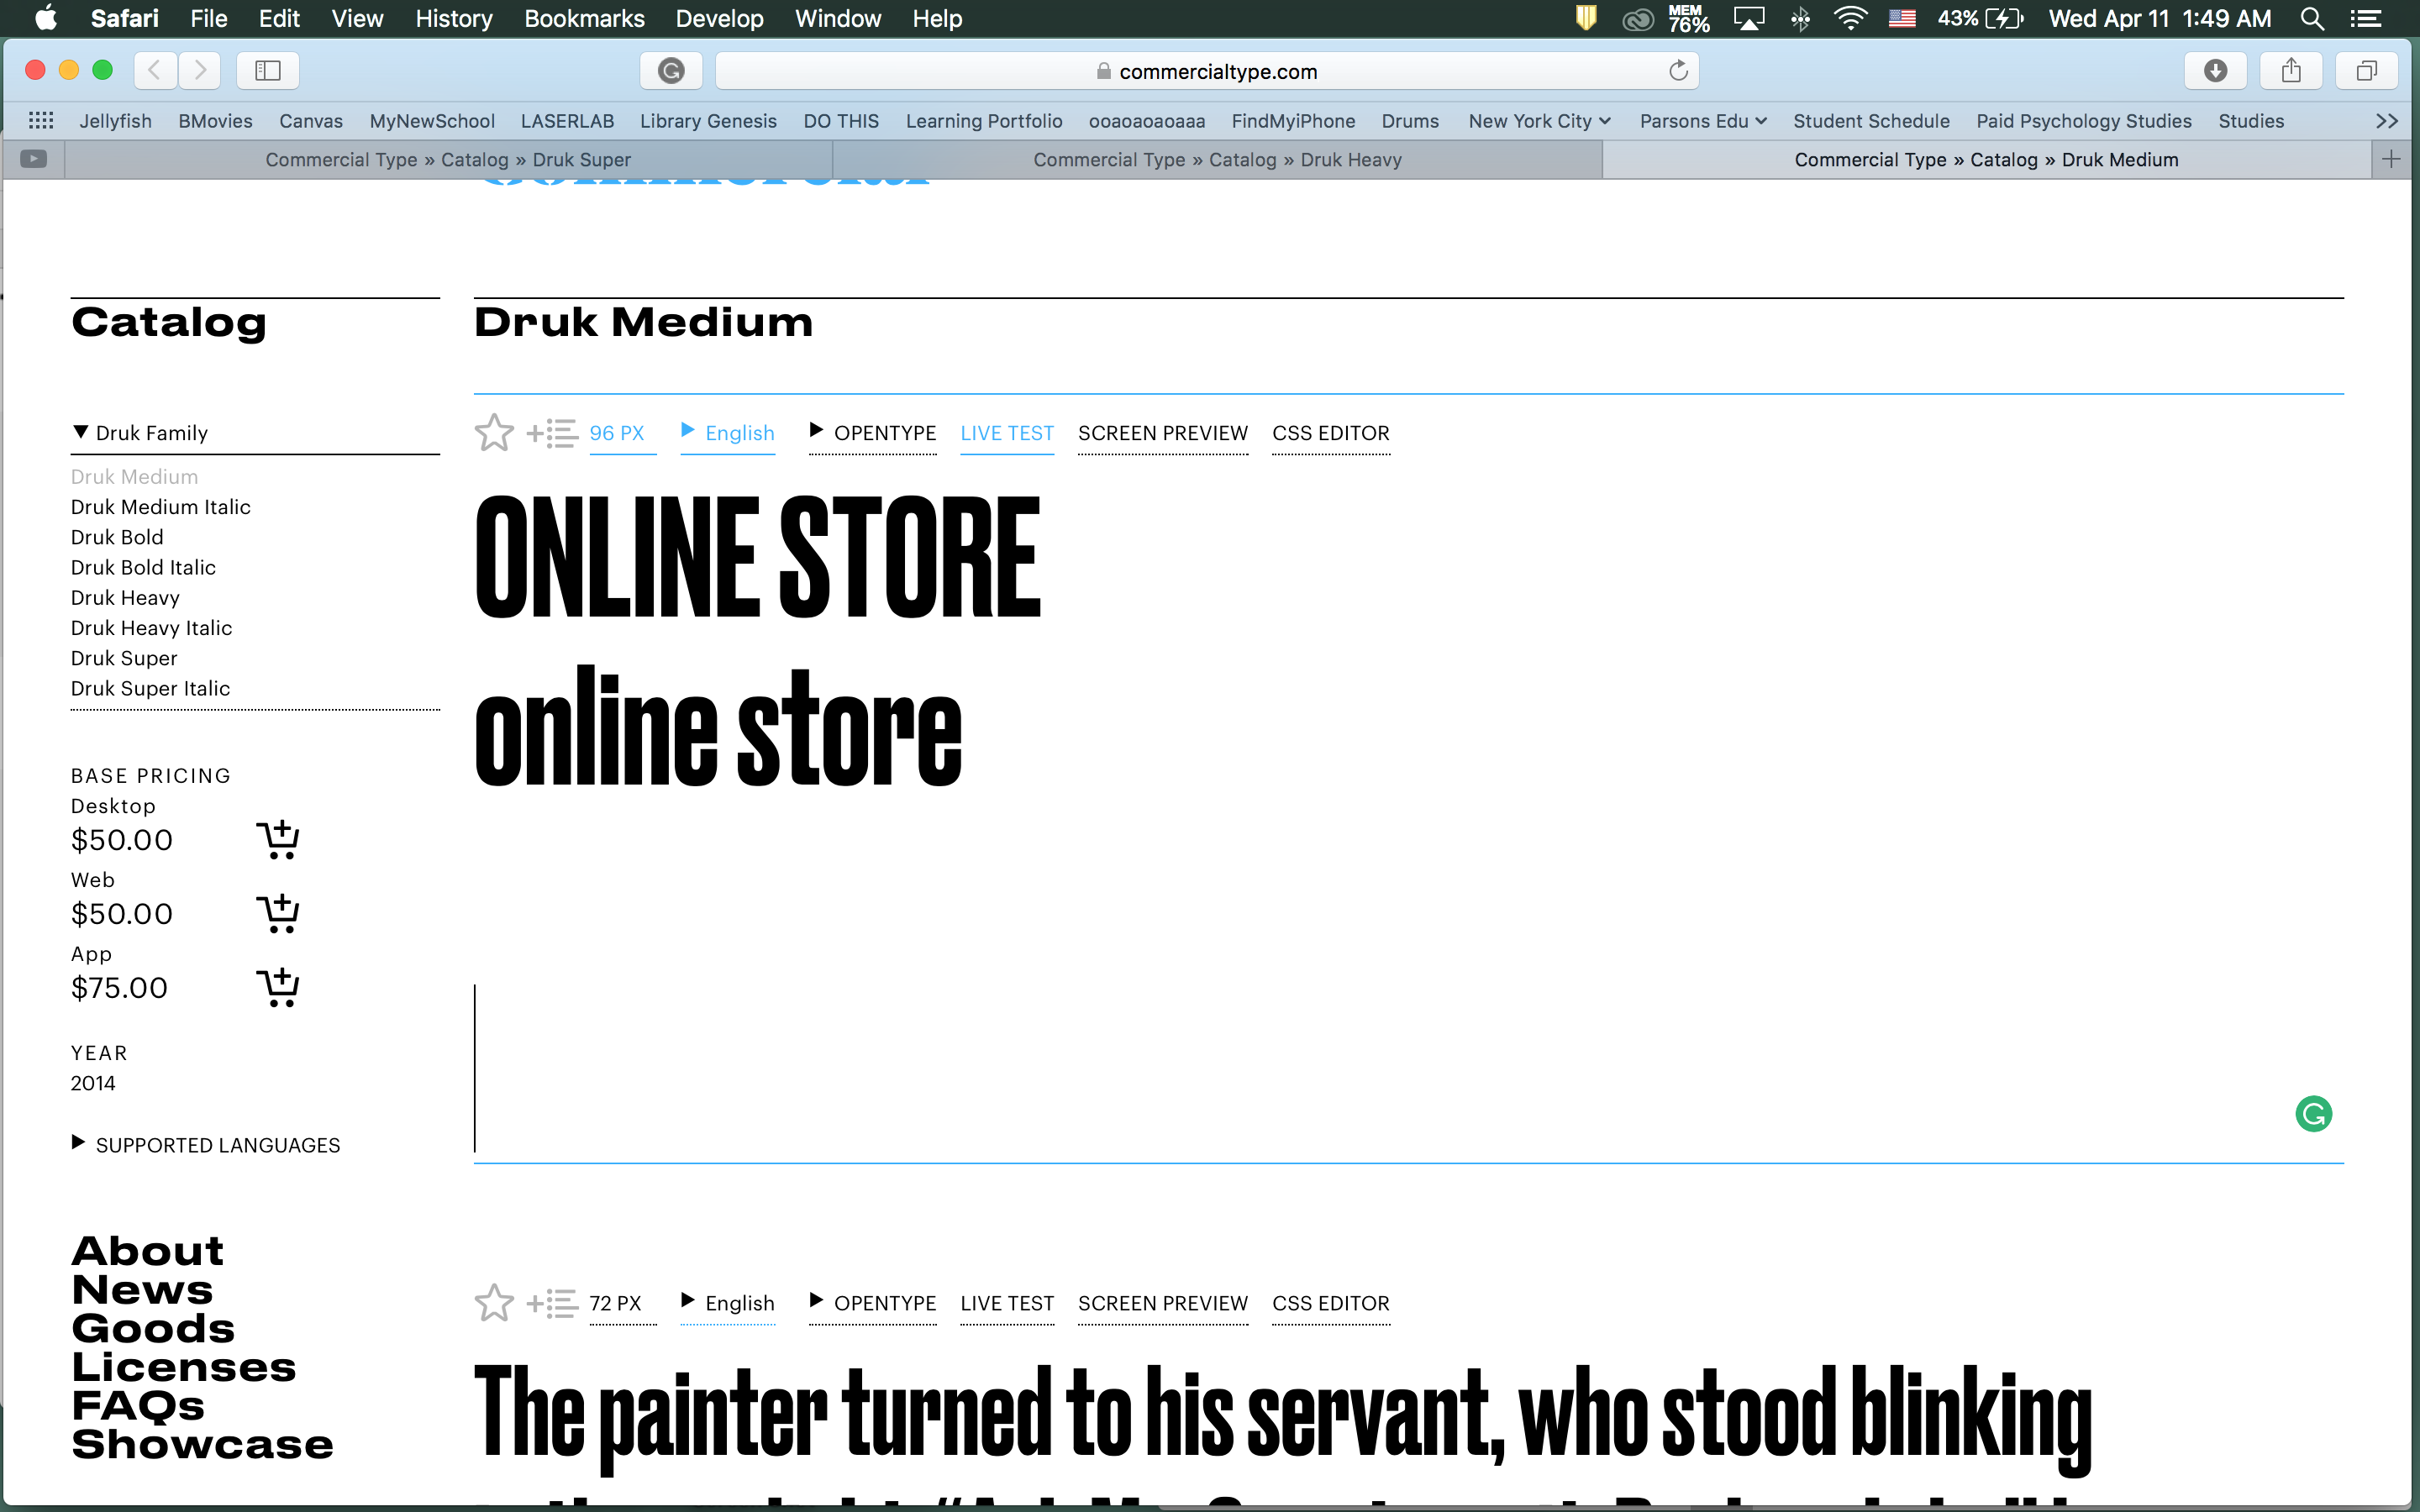 Safari File Edit View History Bookmarks Develop Window Help MEM 76% 43% Wed Apr 11 1:49 AM
commercialtype.com
Jellyfish BMovies Canvas MyNewSchool LASERLAB Library Genesis DO THIS Learning Portfolio ooaoaoaoaaa FindMyiPhone Drums New York City Parsons Edu Student Schedule Paid Psychology Studies Studies
Commercial Type » Catalog » Druk Super Commercial Type » Catalog » Druk Heavy Commercial Type » Catalog » Druk Medium
Catalog
Druk Medium
▼ Druk Family
Druk Medium
Druk Medium Italic
Druk Bold
Druk Bold Italic
Druk Heavy
Druk Heavy Italic
Druk Super
Druk Super Italic
BASE PRICING
Desktop
$50.00
Web
$50.00
App
$75.00
YEAR
2014
▶ SUPPORTED LANGUAGES
About
News
Goods
Licenses
FAQs
Showcase
96 PX ▶ English ▶ OPENTYPE LIVE TEST SCREEN PREVIEW CSS EDITOR
ONLINE STORE
online store
72 PX ▶ English ▶ OPENTYPE LIVE TEST SCREEN PREVIEW CSS EDITOR
The painter turned to his servant, who stood blinking